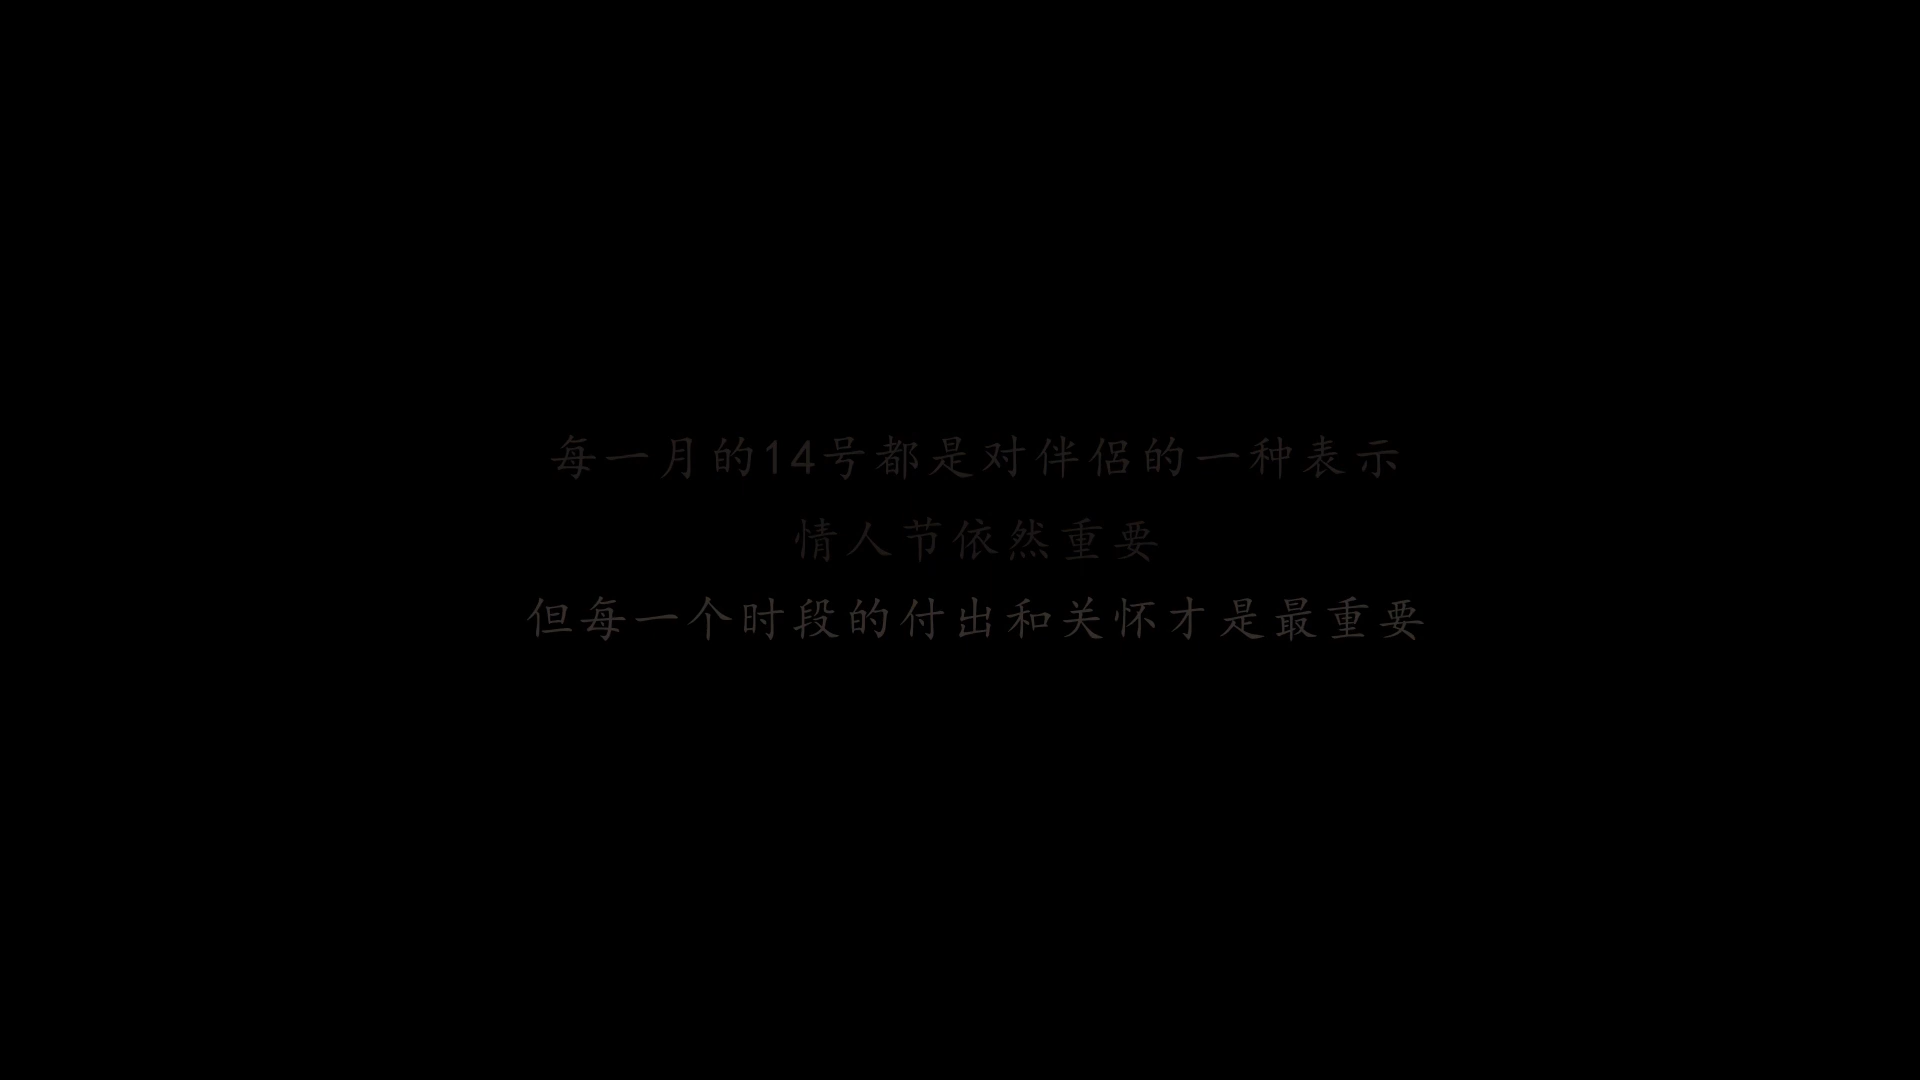 每一月的14号都是对伴侣的一种表示
情人节依然重要
但每一个时段的付出和关怀才是最重要